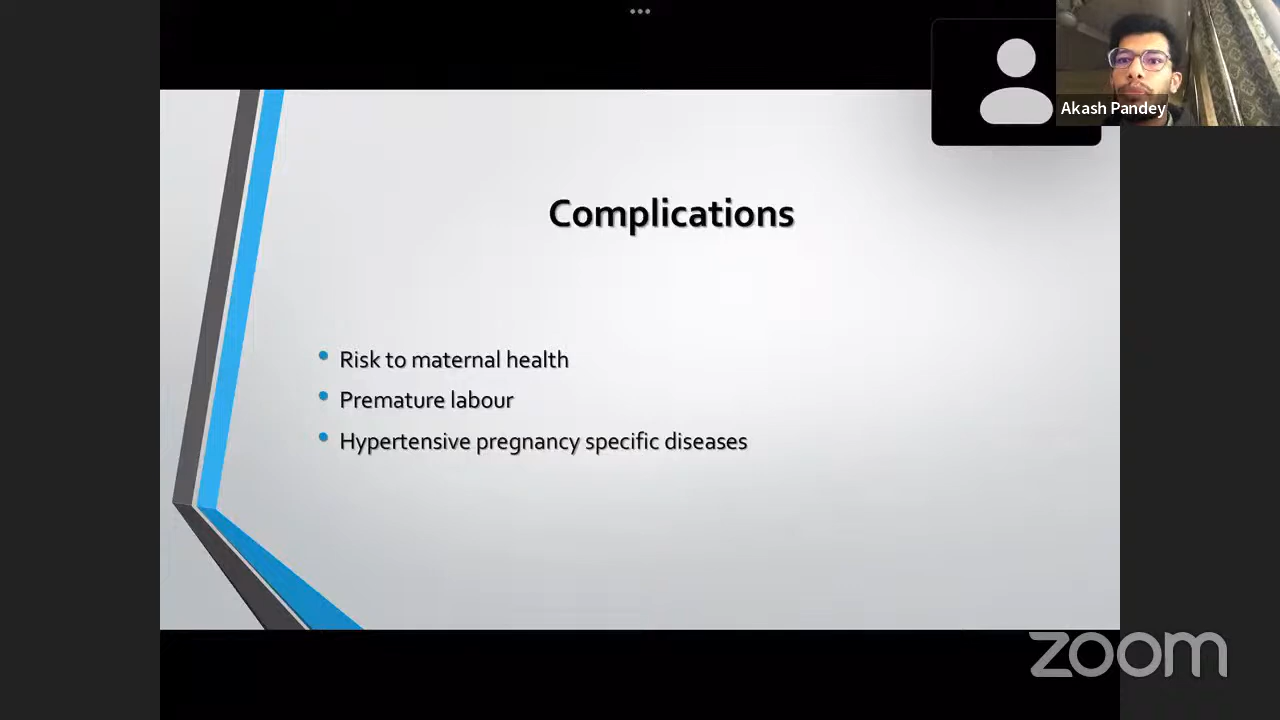 Akash Pandey
Complications
Risk to maternal health
Premature labour
Hypertensive pregnancy specific diseases
zoom